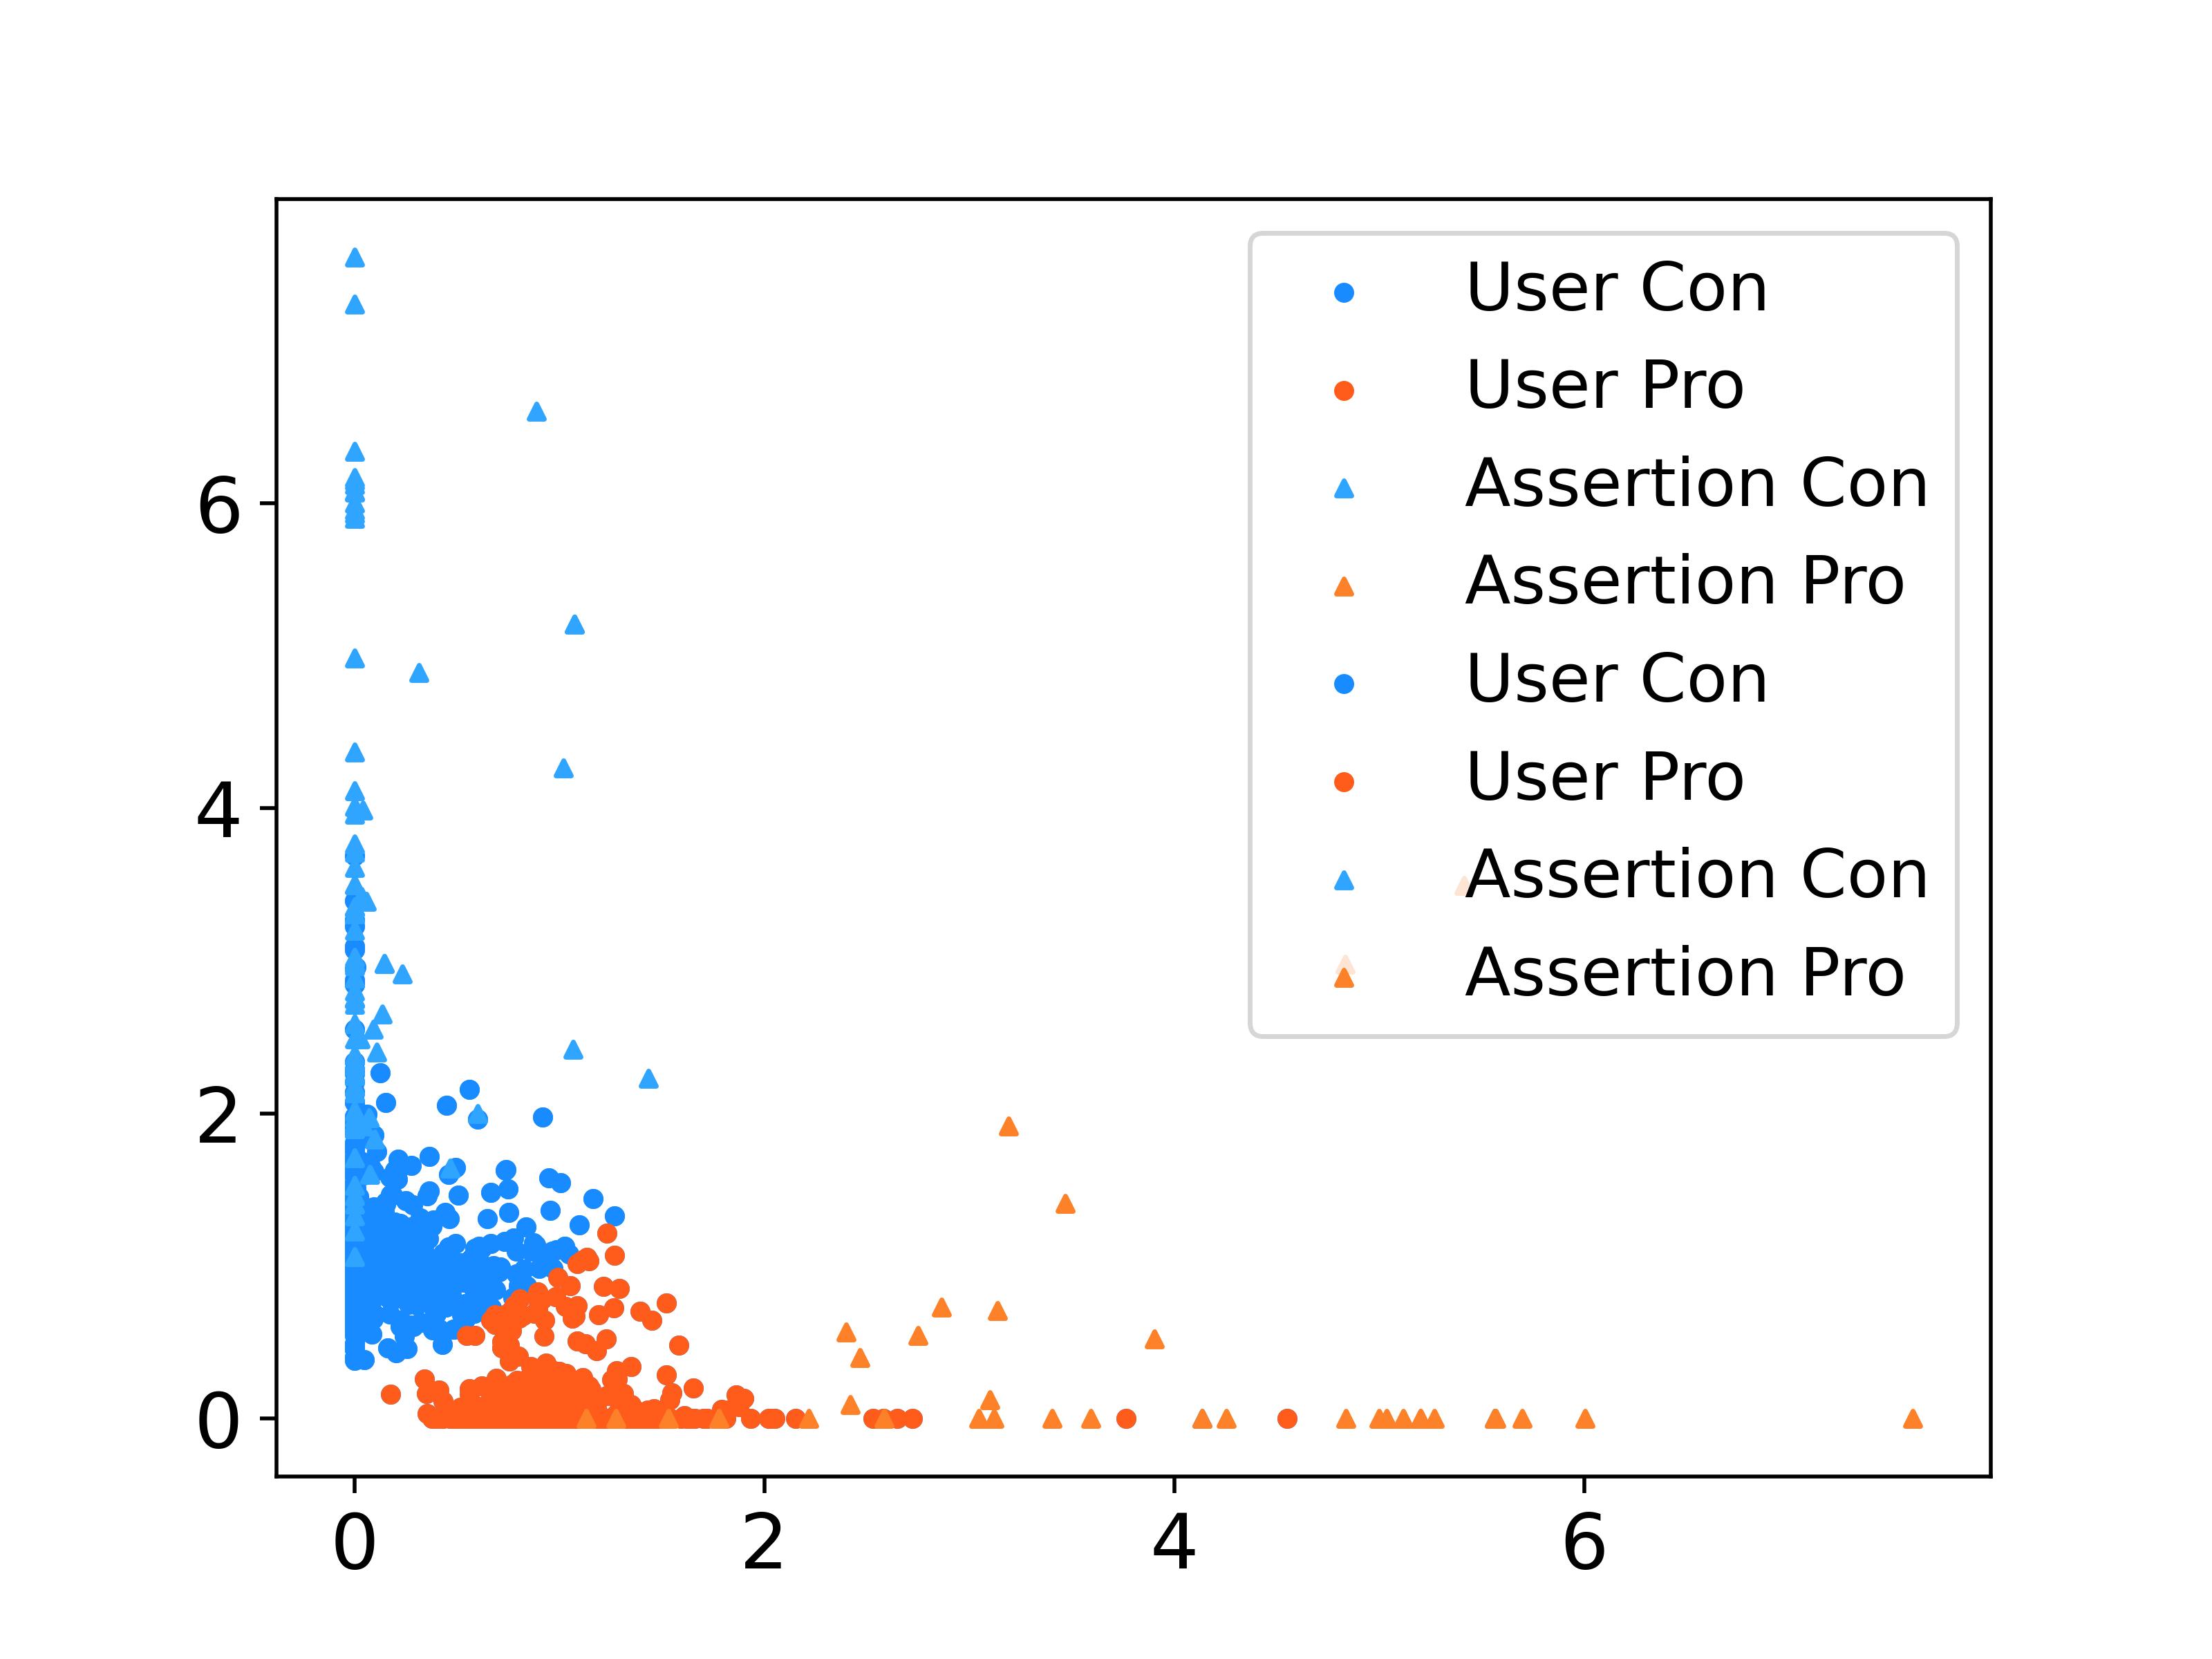 User Con
User Pro
Assertion Con
Assertion Pro
User Con
User Pro
Assertion Con
Assertion Pro
6
4
2
0
0 2 4 6